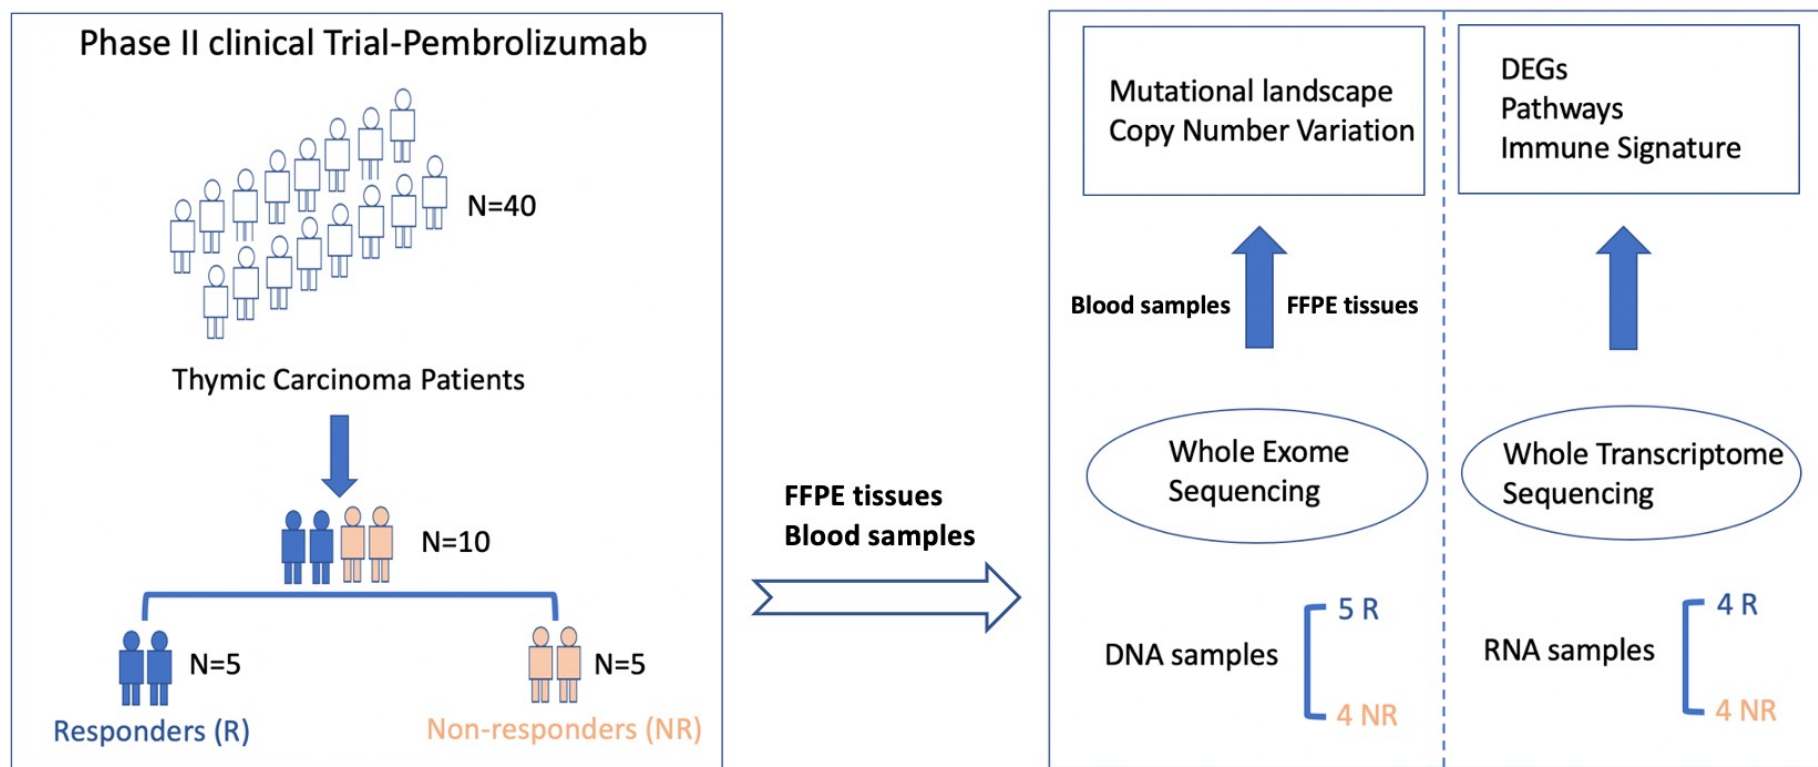 Phase II clinical Trial-Pembrolizumab
N=40
Thymic Carcinoma Patients
N=10
N=5
N=5
Responders (R)
Non-responders (NR)
FFPE tissues
Blood samples
Mutational landscape
Copy Number Variation
Blood samples
FFPE tissues
Whole Exome
Sequencing
DNA samples
5 R
4 NR
DEGs
Pathways
Immune Signature
Whole Transcriptome
Sequencing
RNA samples
4 R
4 NR